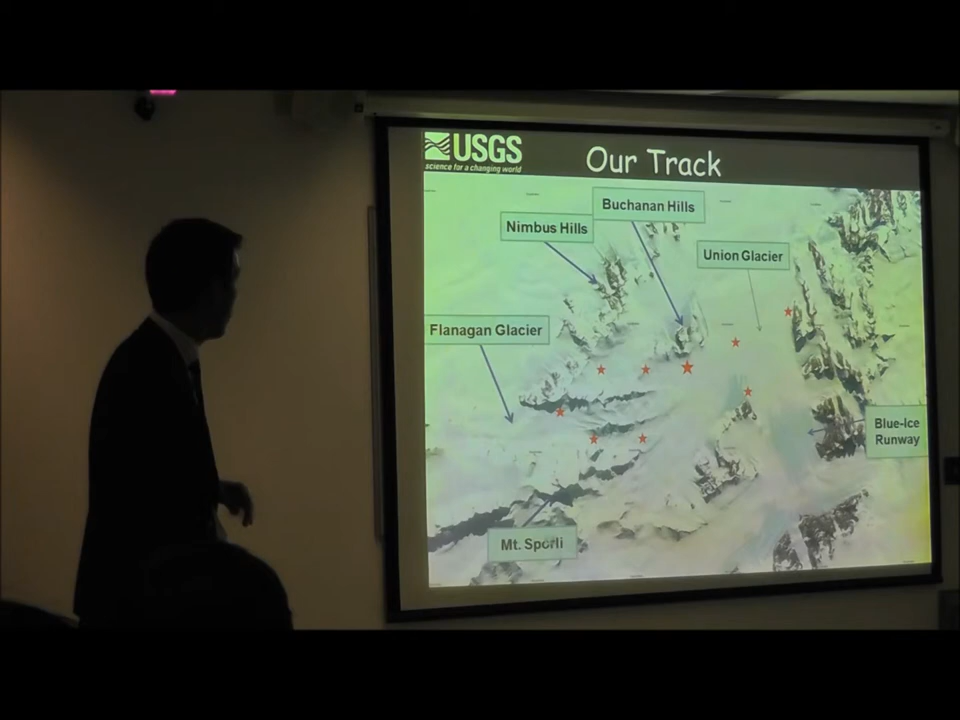 USGS
science for a changing world
Our Track
Buchanan Hills
Nimbus Hills
Union Glacier
Flanagan Glacier
Blue-Ice
Runway
Mt. Sporli